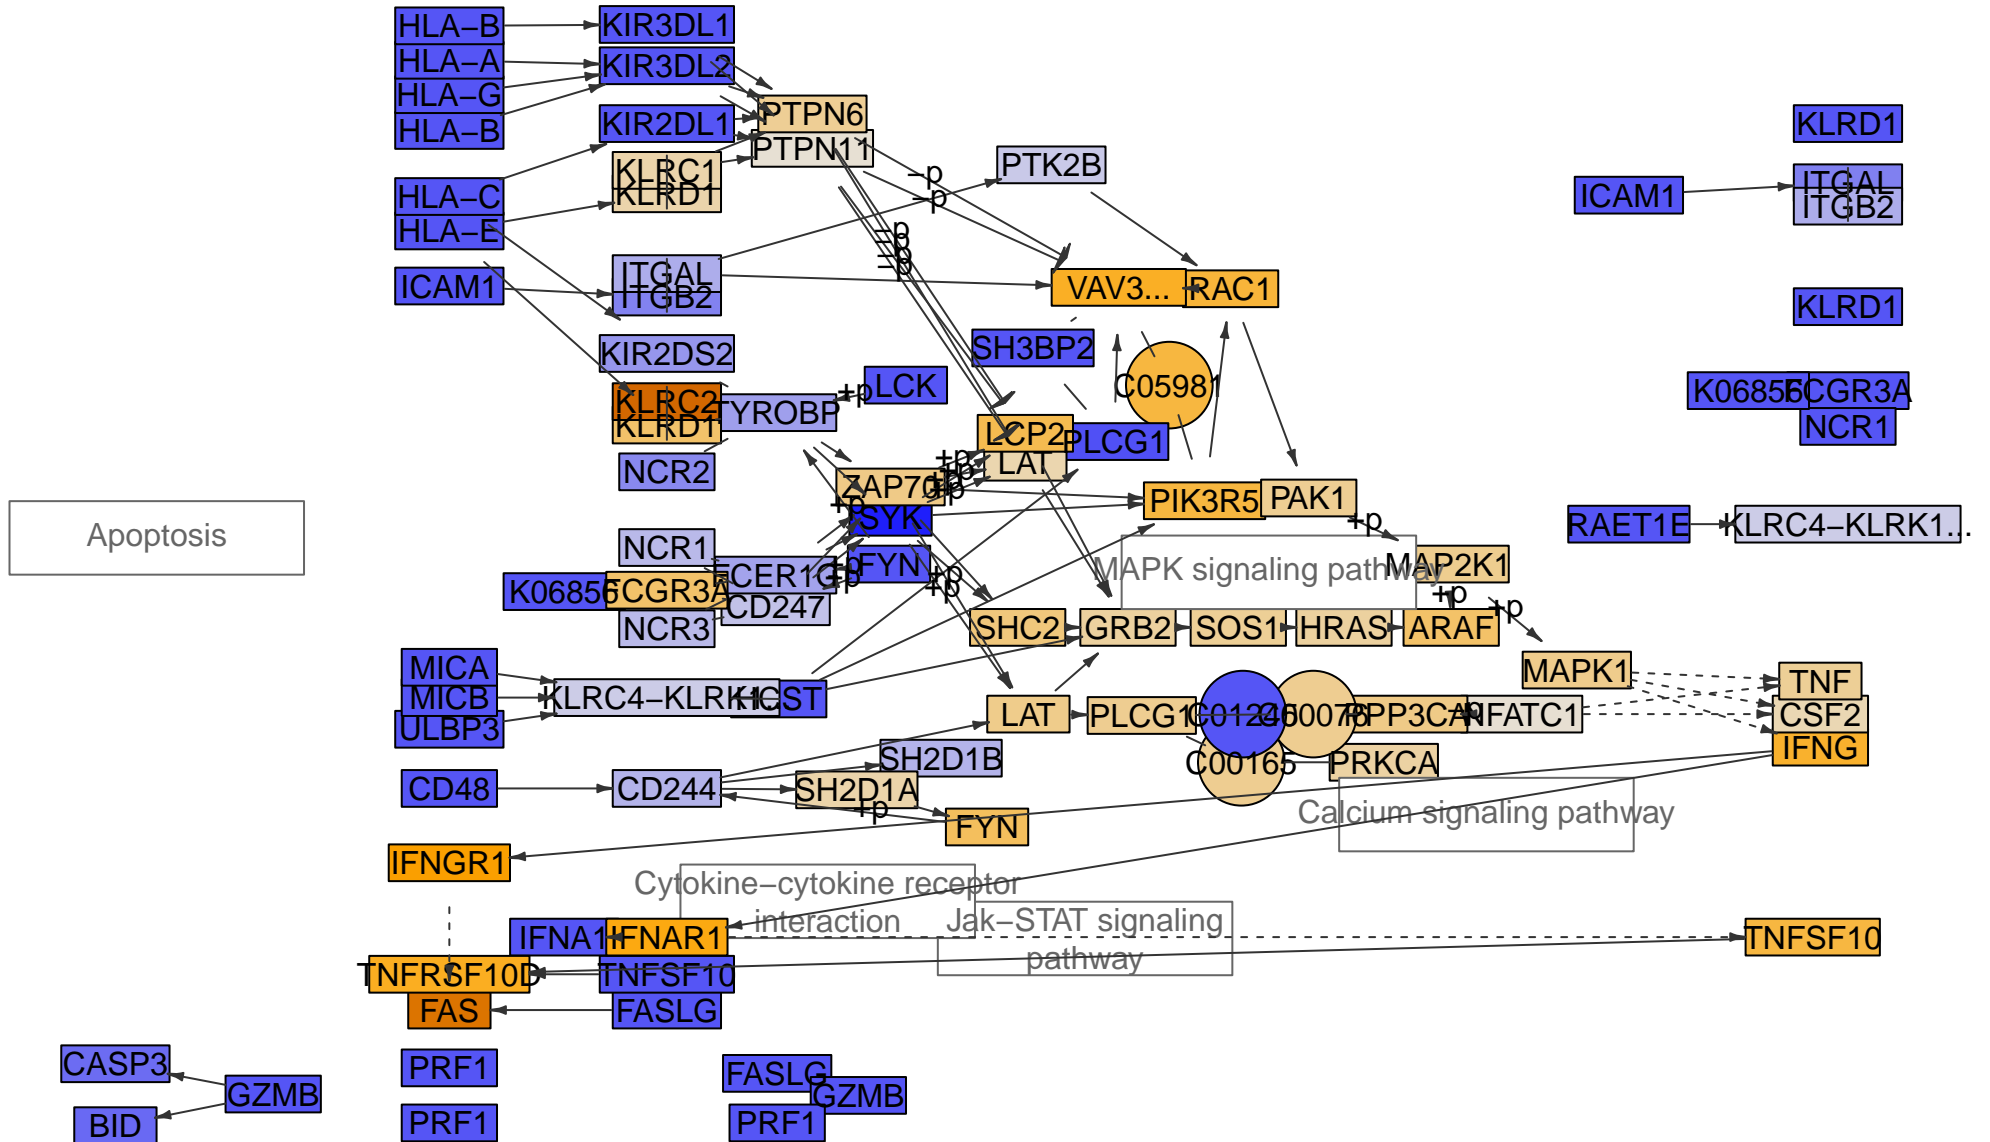 HLA−B
KIR3DL1
HLA−A
KIR3DL2
HLA−G
HLA−B
KIR2DL1
PTPN6
PTPN11
KLRD1
KLRC1
KLRD1
PTK2B
HLA−C
HLA−E
ICAM1
ITGAL
ITGB2
−p
−p
−p
−p
−p
−p
ICAM1
ITGAL
ITGB2
VAV3...
RAC1
KLRD1
KIR2DS2
SH3BP2
C05981
LCK
+p
KLRC2
KLRD1
TYROBP
K06856
FCGR3A
NCR1
LCP2
LAT
PLCG1
NCR2
+p
+p
+p
+p
+p
ZAP70
SYK
+p
PIK3R5
PAK1
+p
RAET1E
KLRC4−KLRK1...
Apoptosis
NCR1
FCER1G
FYN
+p
+p
+p
+p
MAPK signaling pathway
MAP2K1
K06856
FCGR3A
CD247
NCR3
+p
+p
SHC2
GRB2
SOS1
HRAS
ARAF
MICA
MICB
ULBP3
KLRC4−KLRK1...
HCST
MAPK1
TNF
CSF2
IFNG
LAT
PLCG1
C01245
C00076
PPP3CA
−p
NFATC1
C00165
PRKCA
SH2D1B
CD48
CD244
SH2D1A
+p
FYN
Calcium signaling pathway
IFNGR1
Cytokine−cytokine receptor
interaction
Jak−STAT signaling
pathway
IFNA1
IFNAR1
TNFSF10
TNFRSF10D
TNFSF10
FAS
FASLG
CASP3
GZMB
BID
PRF1
PRF1
FASLG
GZMB
PRF1